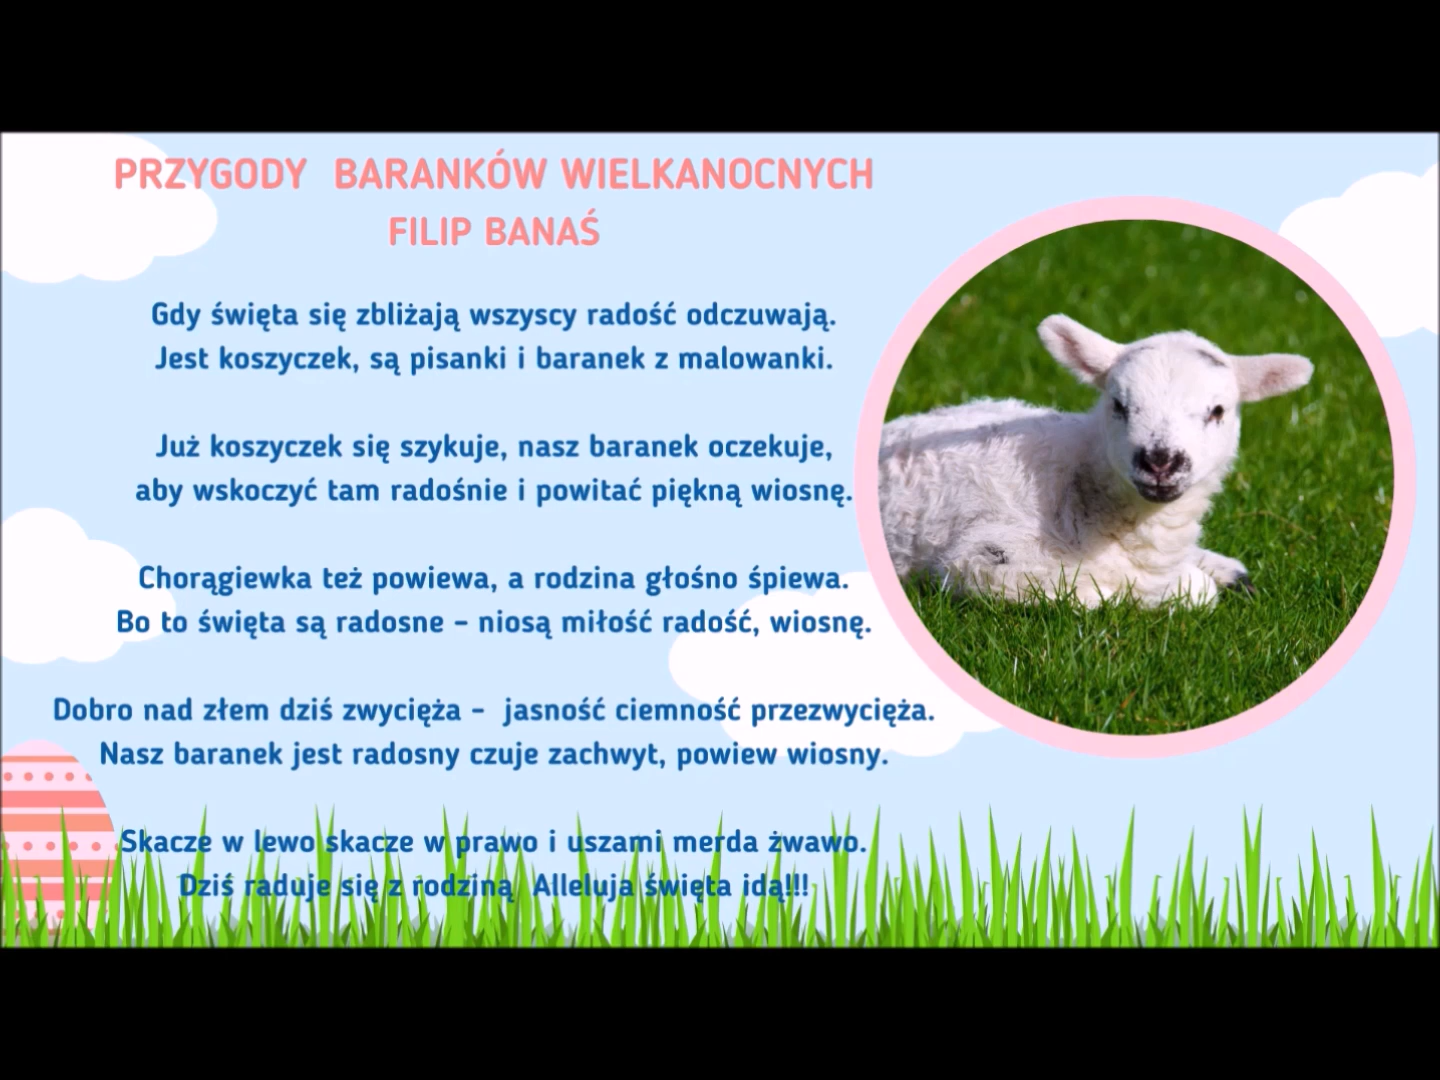 PRZYGODY BARANKÓW WIELKANOCNYCH
FILIP BANAŚ
Gdy święta się zbliżają wszyscy radość odczuwają.
Jest koszyczek, są pisanki i baranek z malowanki.
Już koszyczek się szykuje, nasz baranek oczekuje,
aby wskoczyć tam radośnie i powitać piękną wiosnę.
Chorągiewka też powiewa, a rodzina głośno śpiewa.
Bo to święta są radosne – niosą miłość radość, wiosnę.
Dobro nad złem dziś zwycięża – jasność ciemność przezwycięża.
Nasz baranek jest radosny czuje zachwyt, powiew wiosny.
Skacze w lewo skacze w prawo i uszami merda żwawo.
Dziś raduje się z rodziną Alleluja święta idą!!!